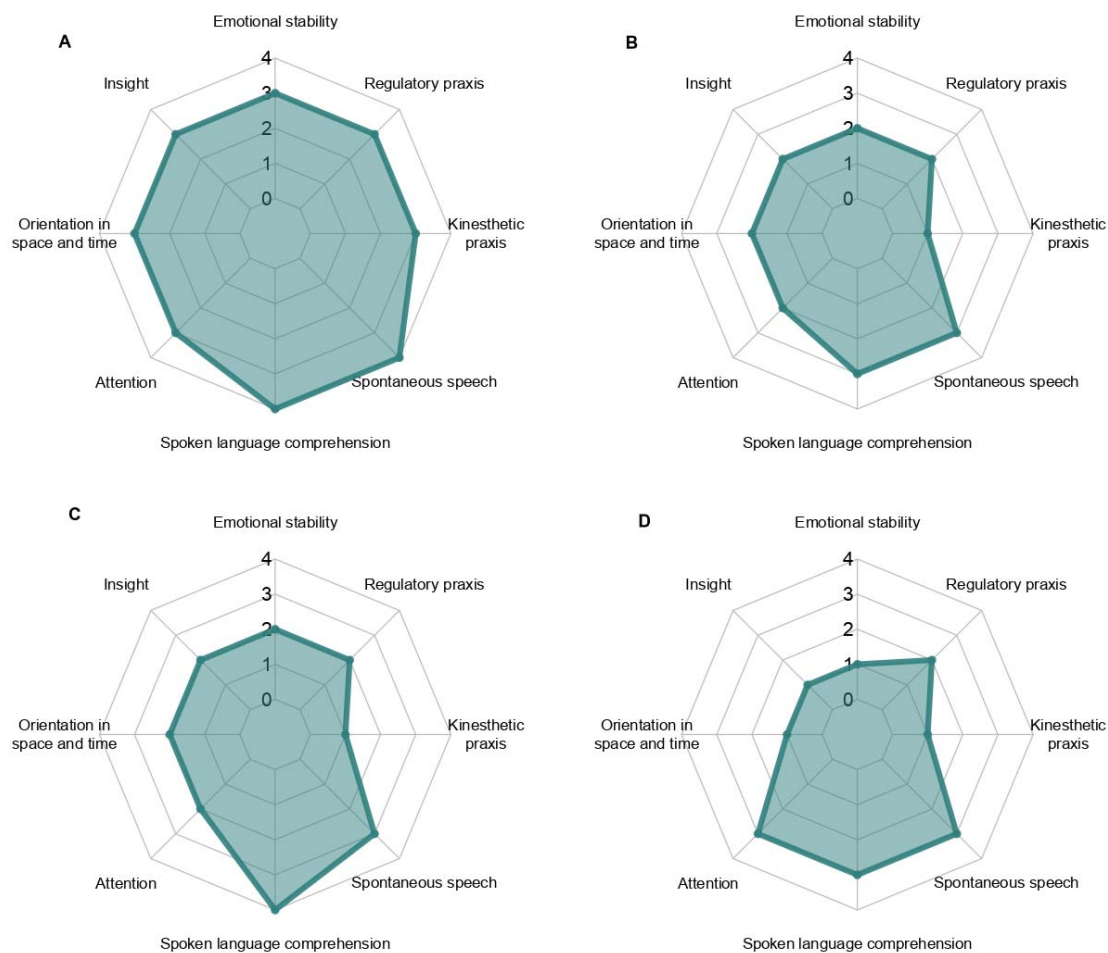 Emotional stability
A
4
Insight
Regulatory praxis
3
2
1
0
Orientation in
space and time
Kinesthetic
praxis
Attention
Spontaneous speech
Spoken language comprehension
Emotional stability
B
4
Insight
Regulatory praxis
3
2
1
0
Orientation in
space and time
Kinesthetic
praxis
Attention
Spontaneous speech
Spoken language comprehension
Emotional stability
C
4
Insight
Regulatory praxis
3
2
1
0
Orientation in
space and time
Kinesthetic
praxis
Attention
Spontaneous speech
Spoken language comprehension
Emotional stability
D
4
Insight
Regulatory praxis
3
2
1
0
Orientation in
space and time
Kinesthetic
praxis
Attention
Spontaneous speech
Spoken language comprehension